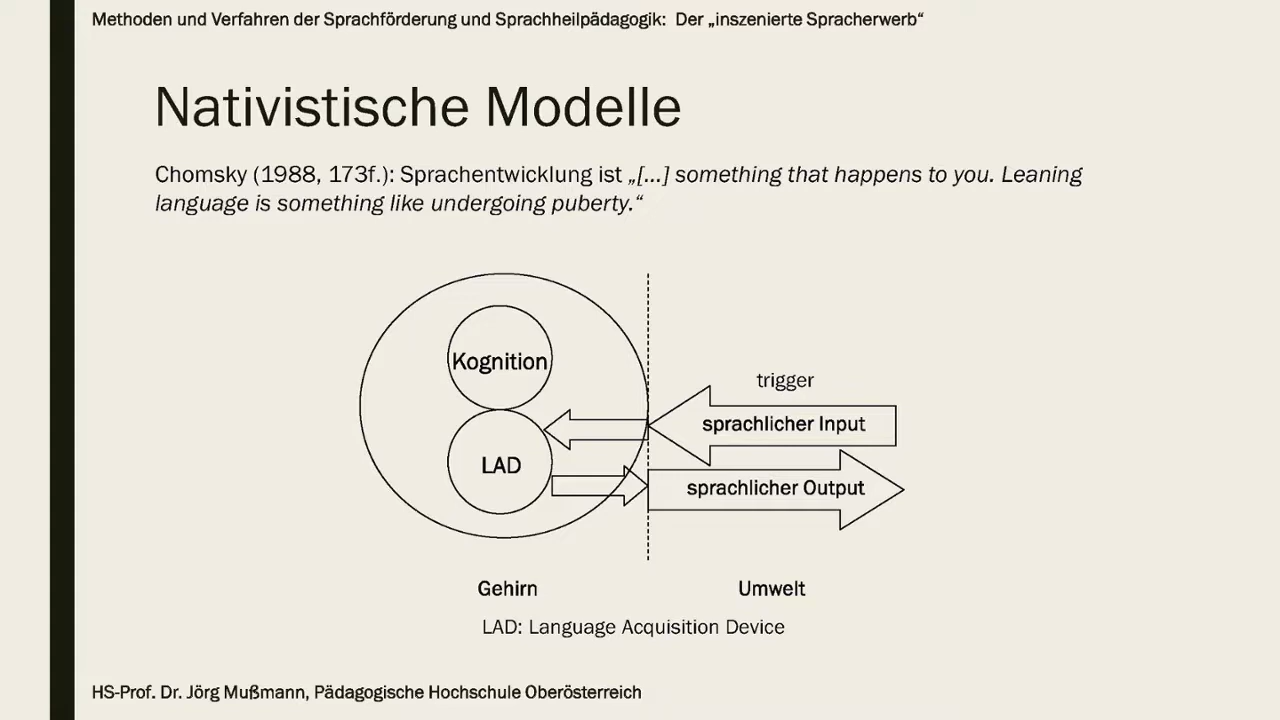 Methoden und Verfahren der Sprachförderung und Sprachheilpädagogik: Der „inszenierte Spracherwerb“
Nativistische Modelle
Chomsky (1988, 173f.): Sprachentwicklung ist „[...] something that happens to you. Leaning
language is something like undergoing puberty.“
Kognition
trigger
sprachlicher Input
LAD
sprachlicher Output
Gehirn
Umwelt
LAD: Language Acquisition Device
HS-Prof. Dr. Jörg Mußmann, Pädagogische Hochschule Oberösterreich